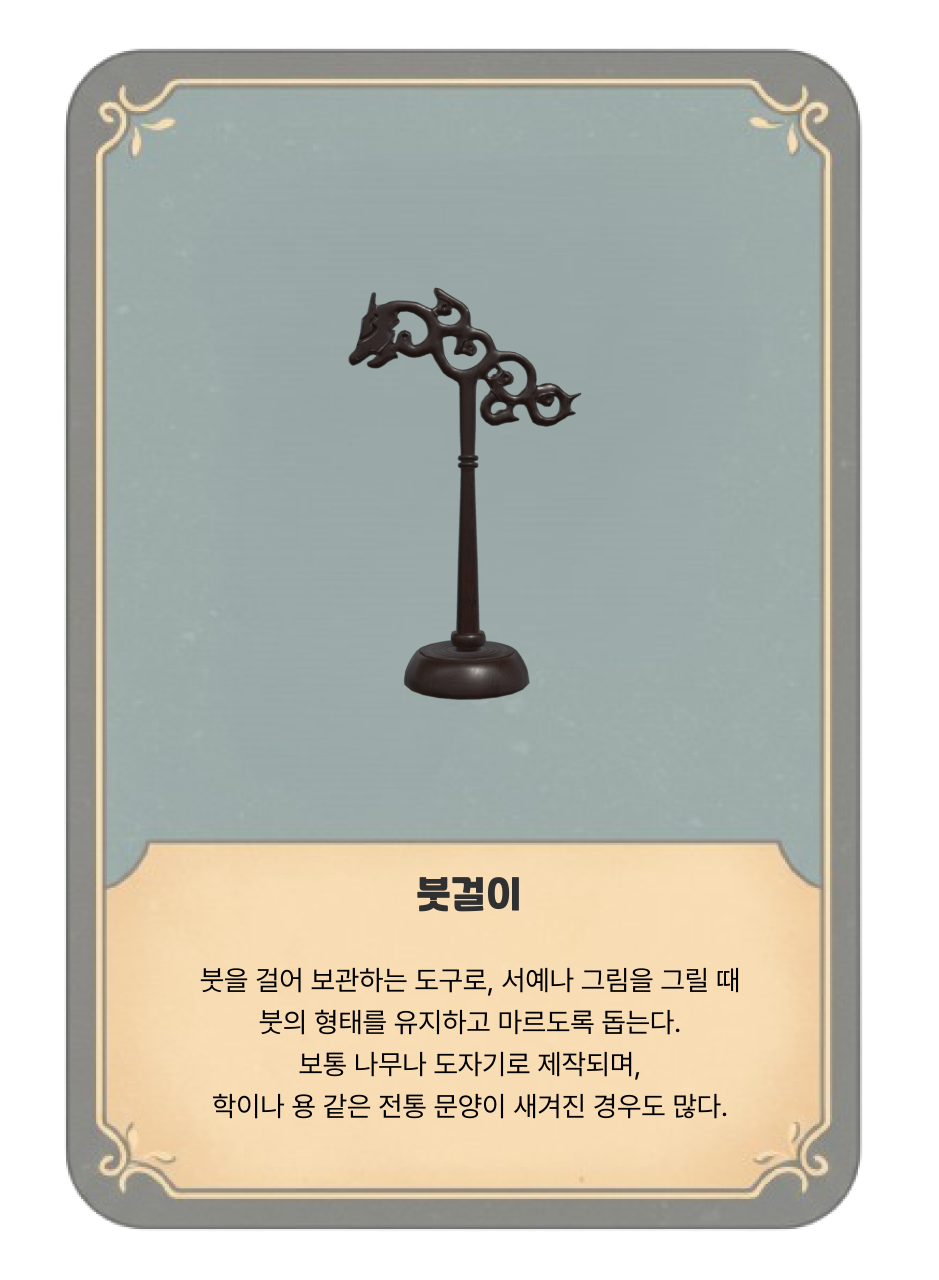 붓걸이
붓을 걸어 보관하는 도구로, 서예나 그림을 그릴 때
붓의 형태를 유지하고 마르도록 돕는다.
보통 나무나 도자기로 제작되며,
학이나 용 같은 전통 문양이 새겨진 경우도 많다.